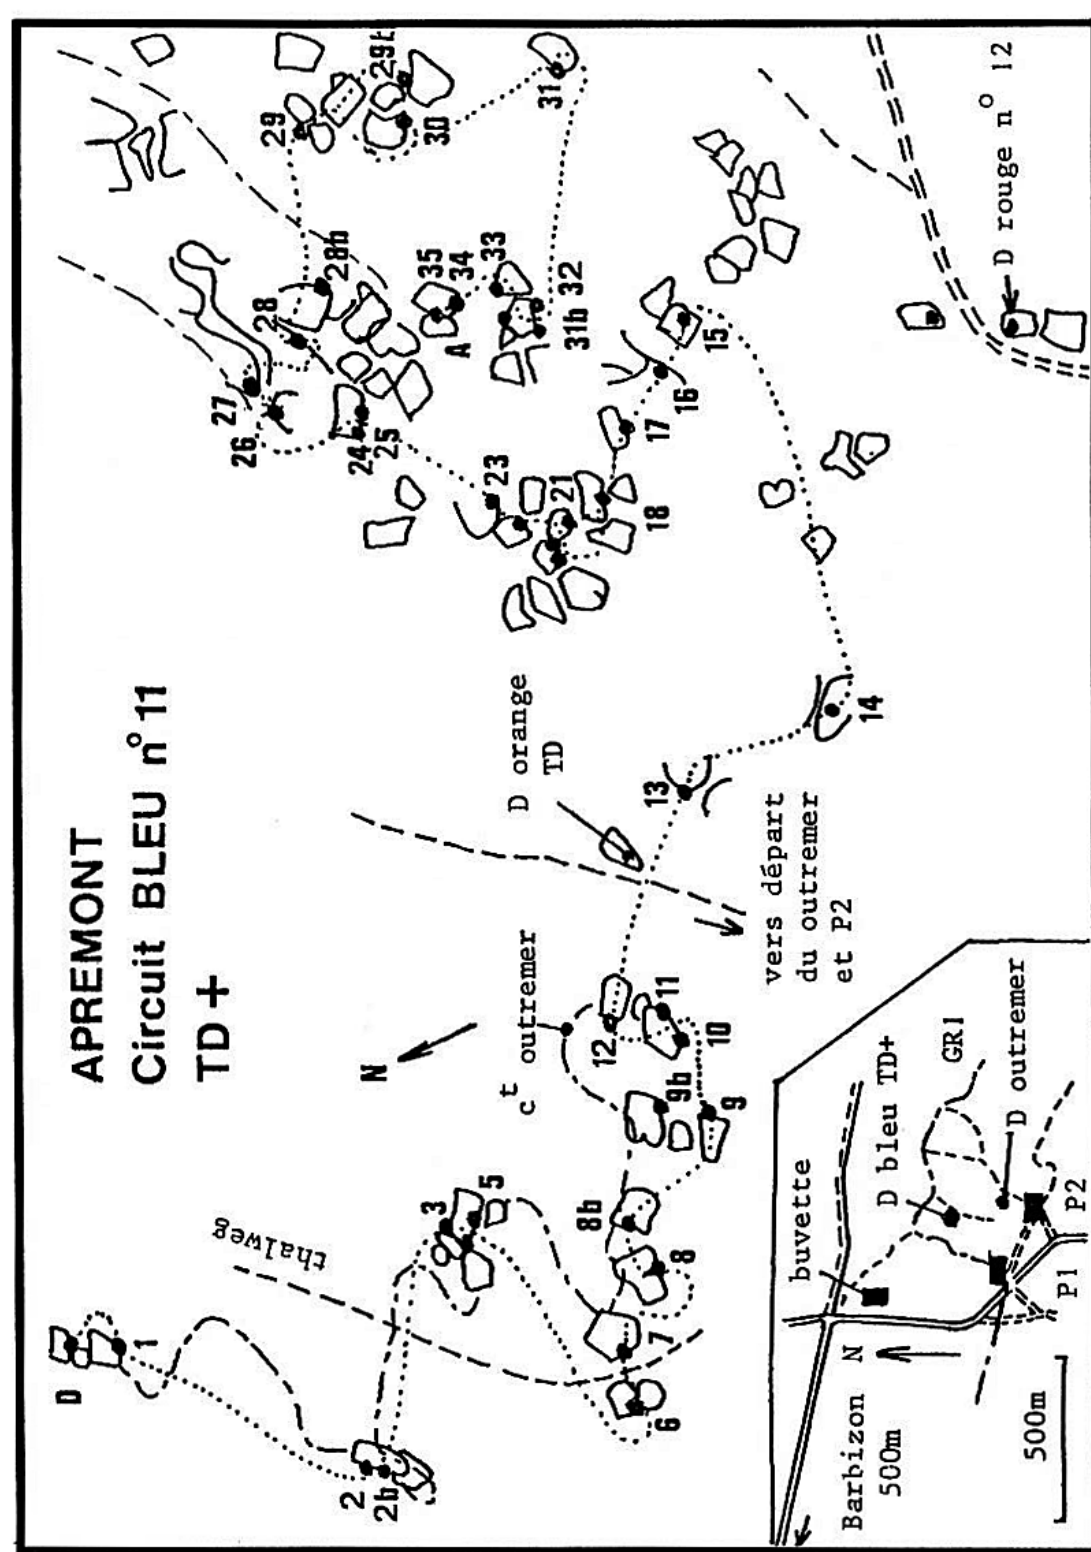 APREMONT
Circuit BLEU n° 11
TD+
N
D
1
2
2b
thalweg
3
5
6
7
8
8b
9
9b
10
11
12
c^t outremer
D orange
TD
vers départ
du outremer
et P2
13
14
15
16
17
18
21
23
24
25
26
27
28
28b
29
29b
30
31
31b
32
33
34
35
A
D rouge n° 12
Barbizon
500m
N
buvette
D bleu TD+
GR1
D outremer
P1
P2
500m